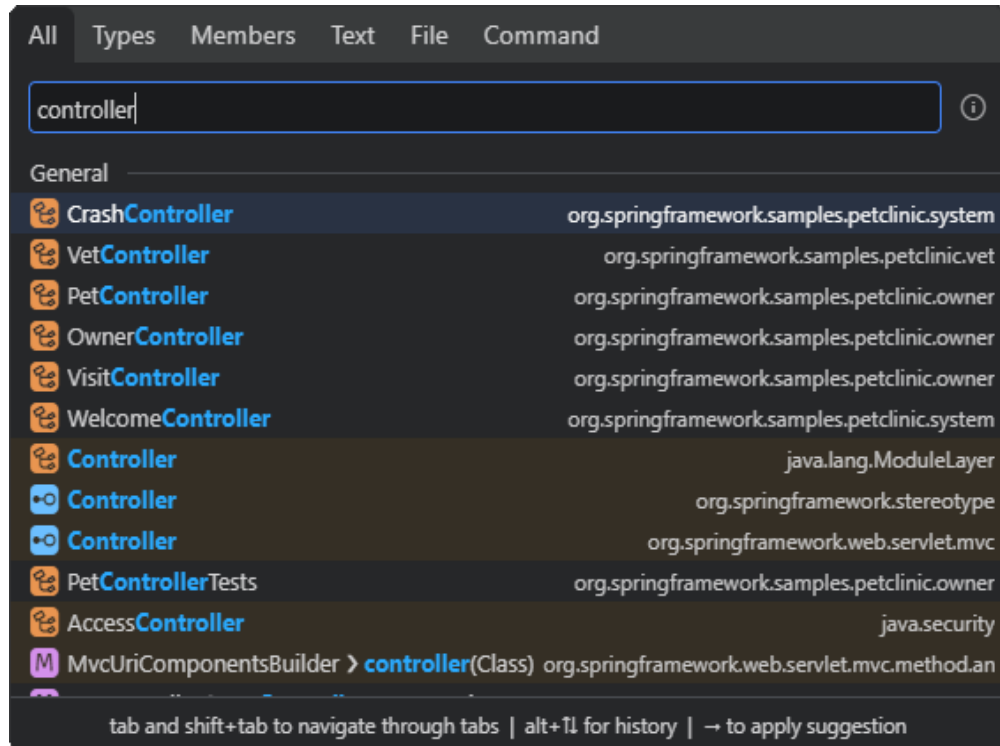 All Types Members Text File Command
controller
General
CrashController org.springframework.samples.petclinic.system
VetController org.springframework.samples.petclinic.vet
PetController org.springframework.samples.petclinic.owner
OwnerController org.springframework.samples.petclinic.owner
VisitController org.springframework.samples.petclinic.owner
WelcomeController org.springframework.samples.petclinic.system
Controller java.lang.ModuleLayer
Controller org.springframework.stereotype
Controller org.springframework.web.servlet.mvc
PetControllerTests org.springframework.samples.petclinic.owner
AccessController java.security
M MvcUriComponentsBuilder ❯ controller(Class) org.springframework.web.servlet.mvc.method.an
tab and shift+tab to navigate through tabs | alt+⇅ for history | → to apply suggestion